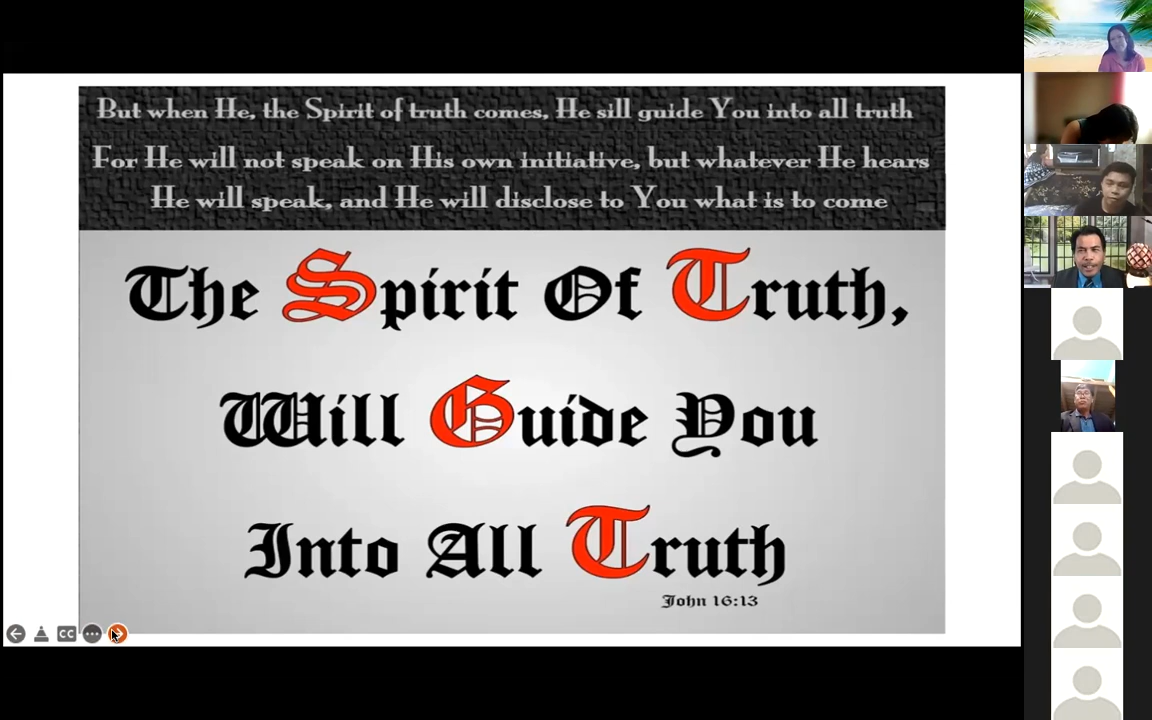 But when He, the Spirit of truth comes, He sill guide You into all truth
For He will not speak on His own initiative, but whatever He hears
He will speak, and He will disclose to You what is to come
The Spirit Of Truth,
Will Guide You
Into All Truth
John 16:13
CC